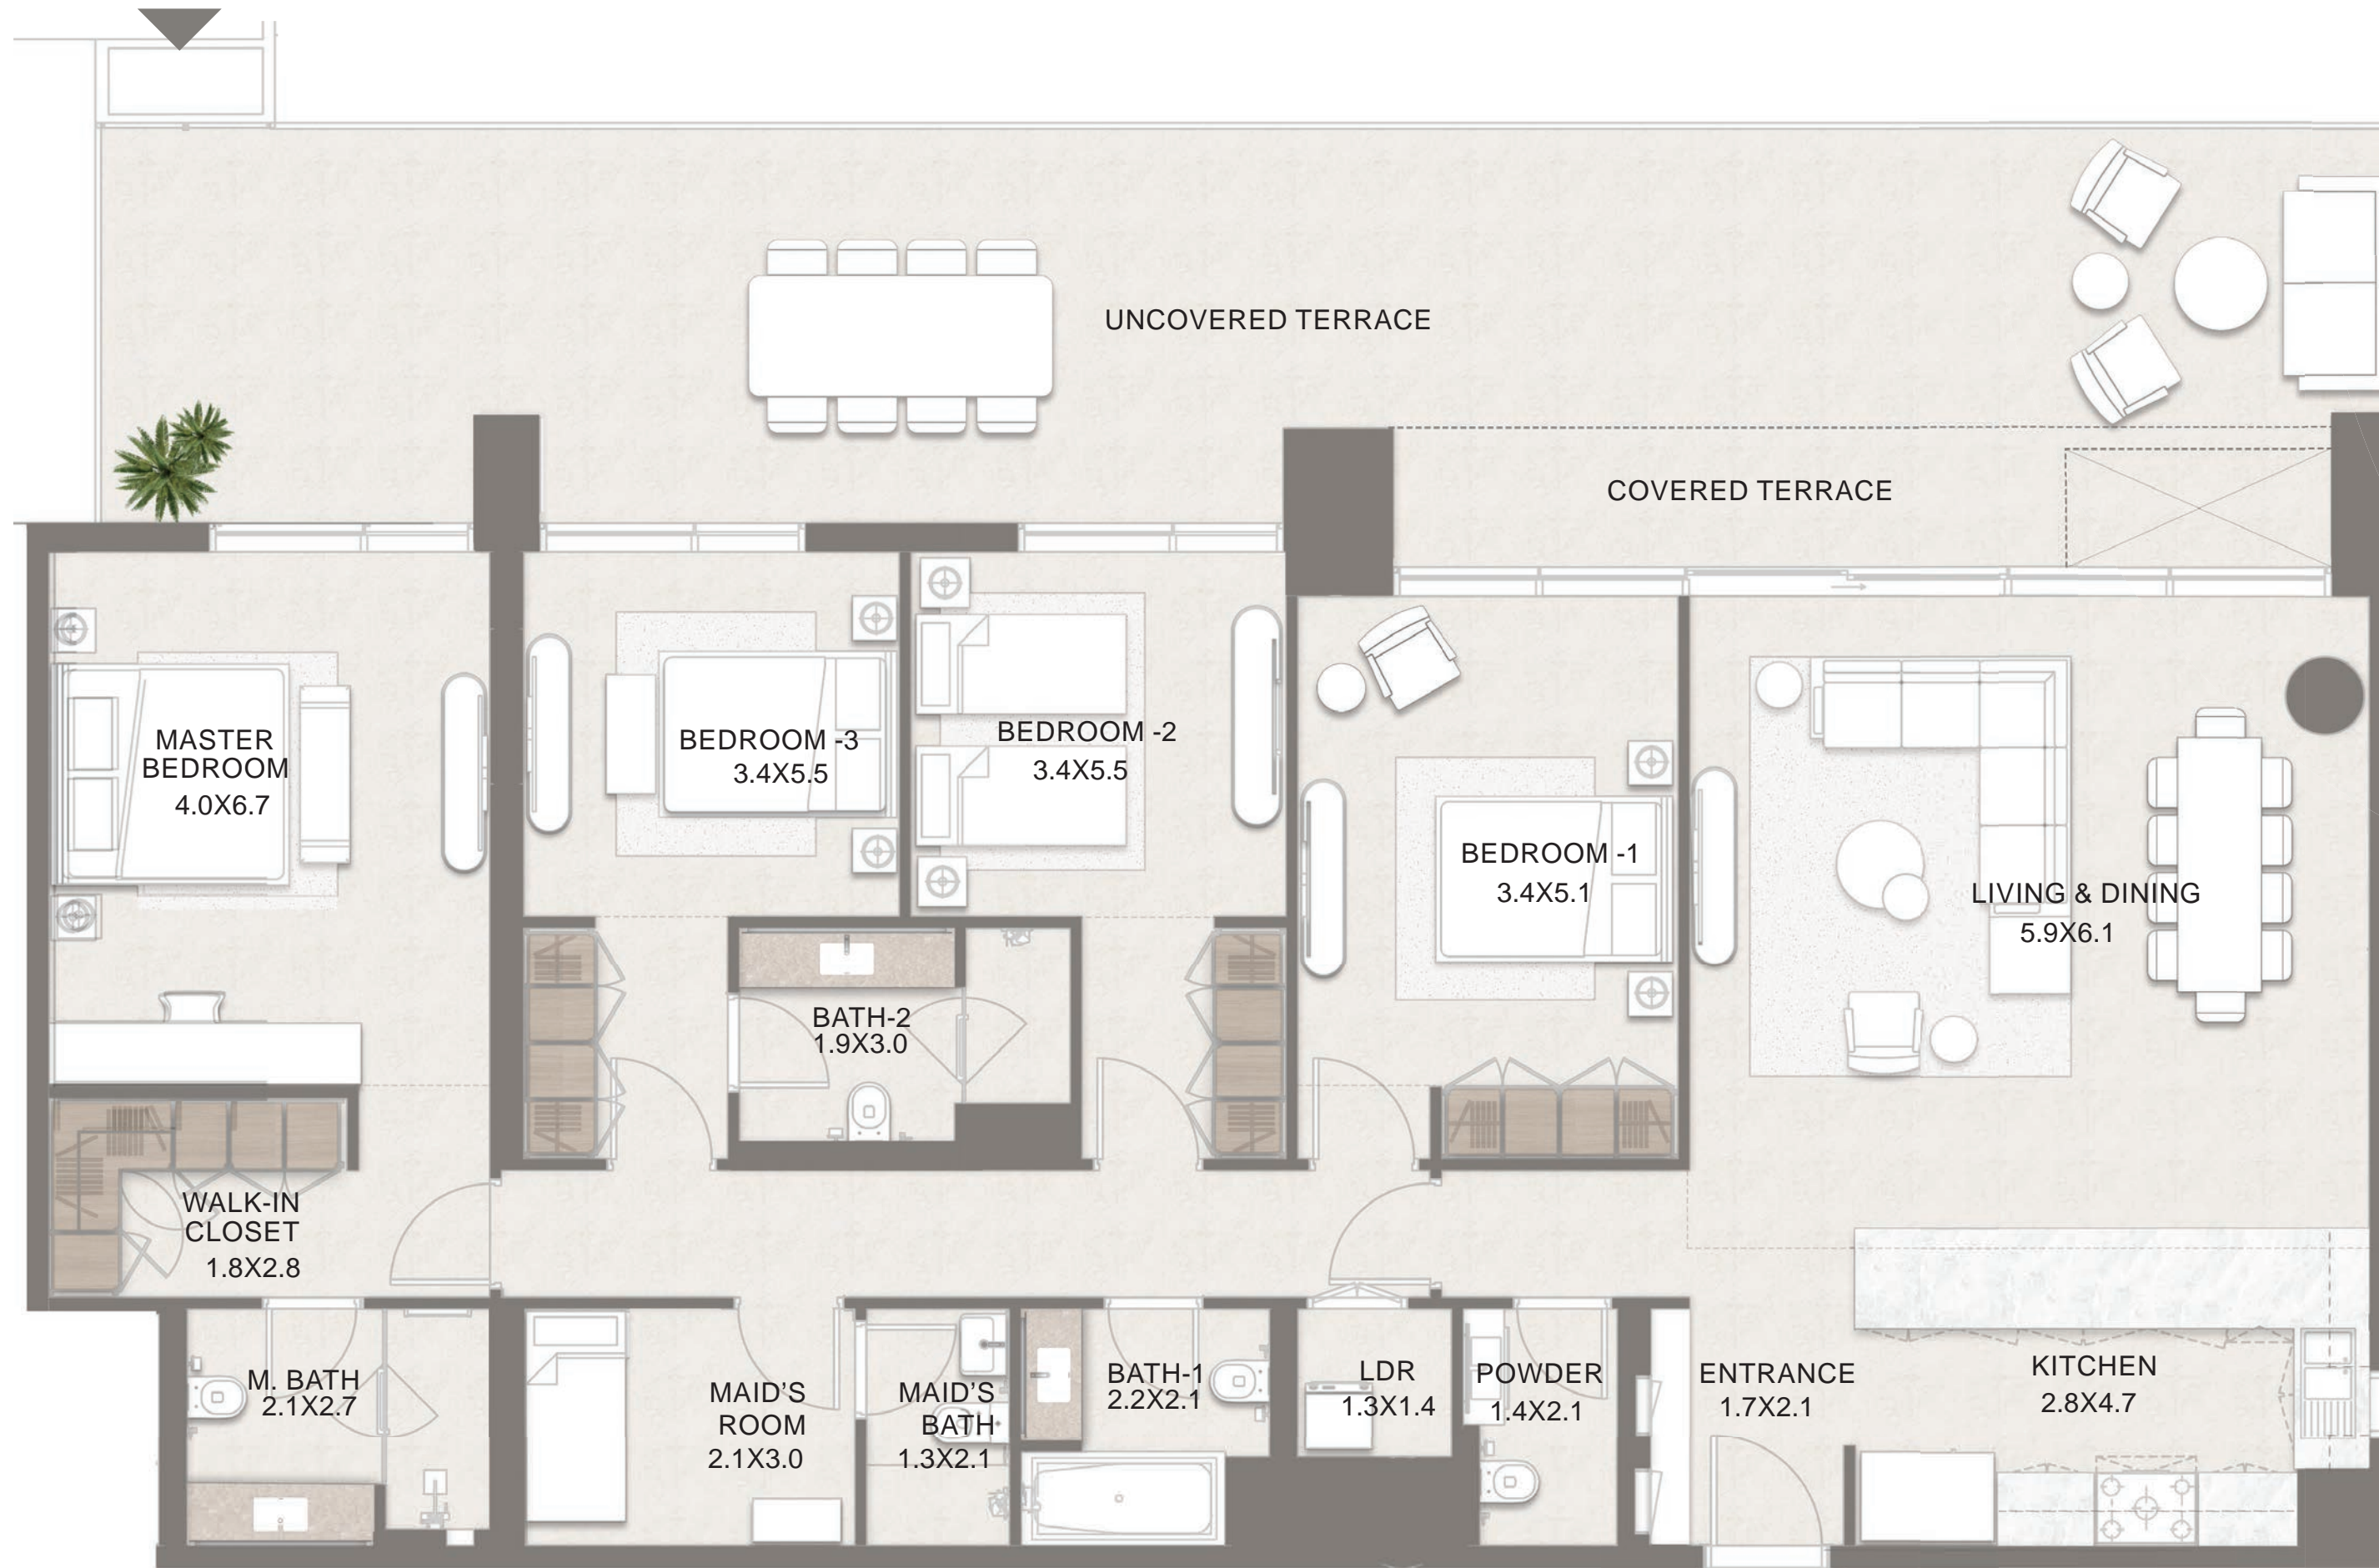 UNCOVERED TERRACE
COVERED TERRACE
MASTER
BEDROOM
4.0X6.7
BEDROOM -3
3.4X5.5
BEDROOM -2
3.4X5.5
BEDROOM -1
3.4X5.1
LIVING & DINING
5.9X6.1
BATH-2
1.9X3.0
WALK-IN
CLOSET
1.8X2.8
M. BATH
2.1X2.7
MAID'S
ROOM
2.1X3.0
MAID'S
BATH
1.3X2.1
BATH-1
2.2X2.1
LDR
1.3X1.4
POWDER
1.4X2.1
ENTRANCE
1.7X2.1
KITCHEN
2.8X4.7